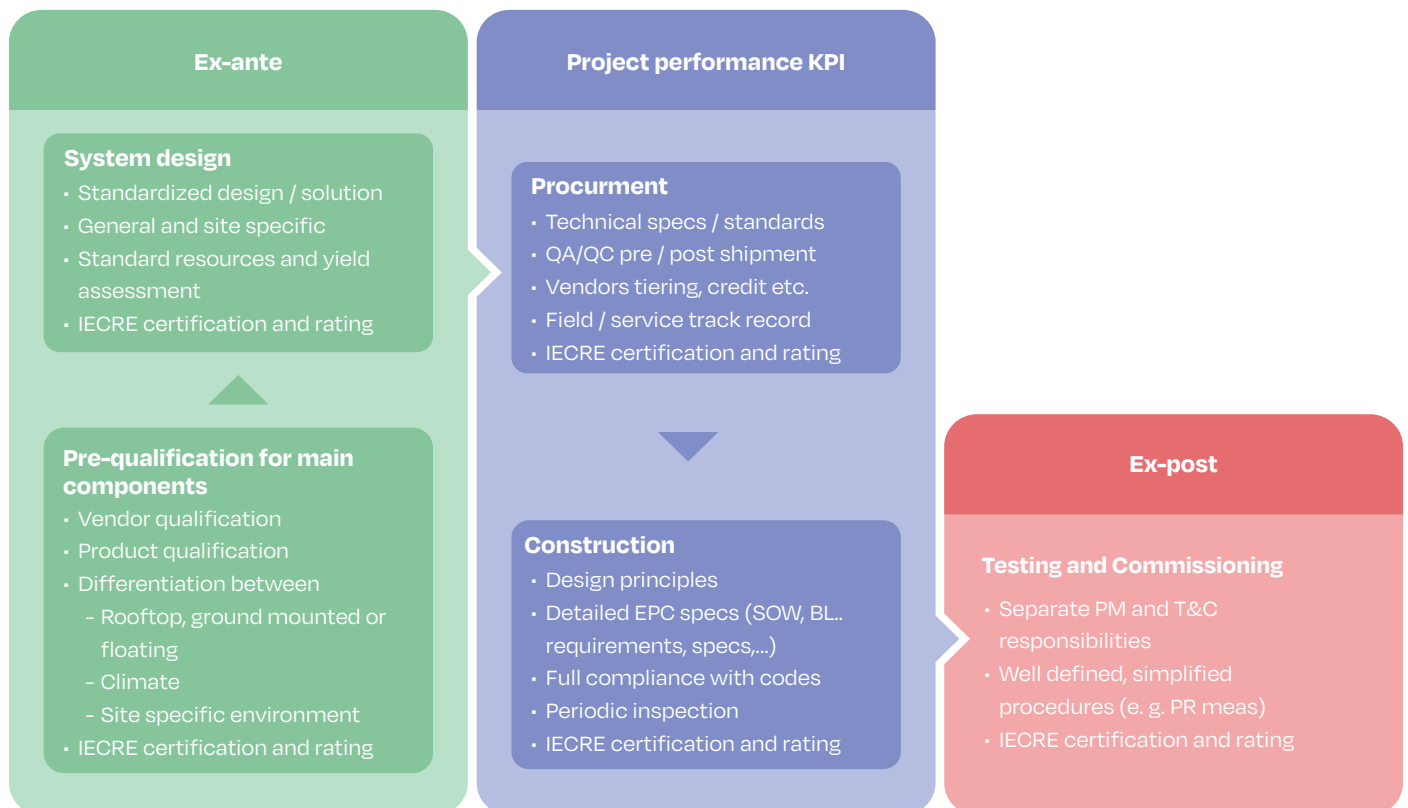 Ex-ante
System design
• Standardized design / solution
• General and site specific
• Standard resources and yield
assessment
• IECRE certification and rating
Pre-qualification for main
components
• Vendor qualification
• Product qualification
• Differentiation between
- Rooftop, ground mounted or
floating
- Climate
- Site specific environment
• IECRE certification and rating
Project performance KPI
Procurment
• Technical specs / standards
• QA/QC pre / post shipment
• Vendors tiering, credit etc.
• Field / service track record
• IECRE certification and rating
Construction
• Design principles
• Detailed EPC specs (SOW, BL..
requirements, specs,...)
• Full compliance with codes
• Periodic inspection
• IECRE certification and rating
Ex-post
Testing and Commissioning
• Separate PM and T&C
responsibilities
• Well defined, simplified
procedures (e. g. PR meas)
• IECRE certification and rating